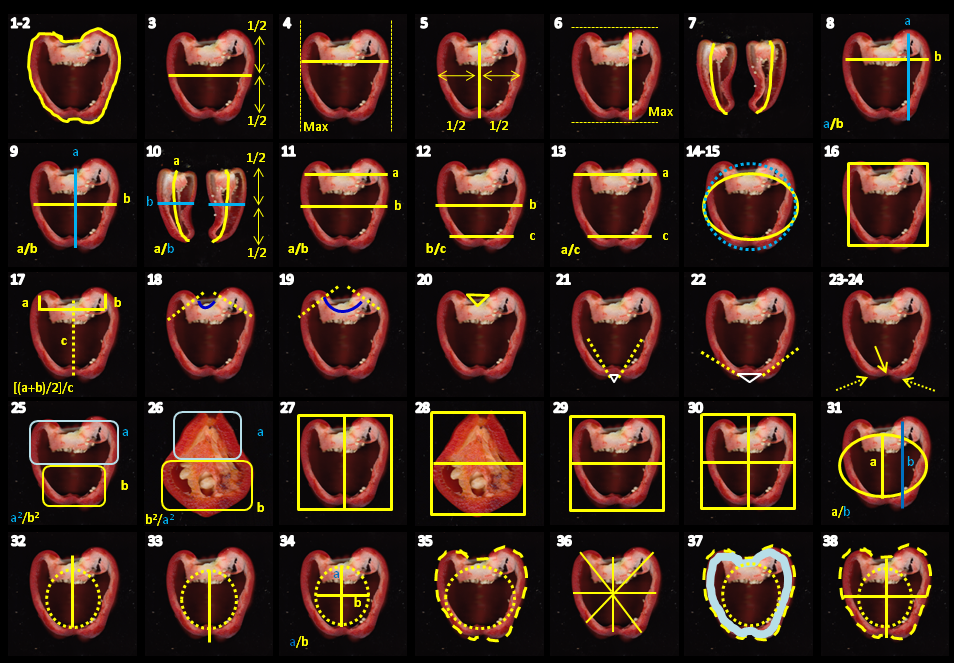 1-2
3
1/2
1/2
4
Max
5
1/2 1/2
6
Max
7
8
a
b
a/b
9
a
b
a/b
10
a
b
1/2
1/2
a/b
11
a
b
a/b
12
b
c
b/c
13
a
c
a/c
14-15
16
17
a
b
c
[(a+b)/2]/c
18
19
20
21
22
23-24
25
a
b
a²/b²
26
a
b
b²/a²
27
28
29
30
31
a
b
a/b
32
33
34
a
b
a/b
35
36
37
38